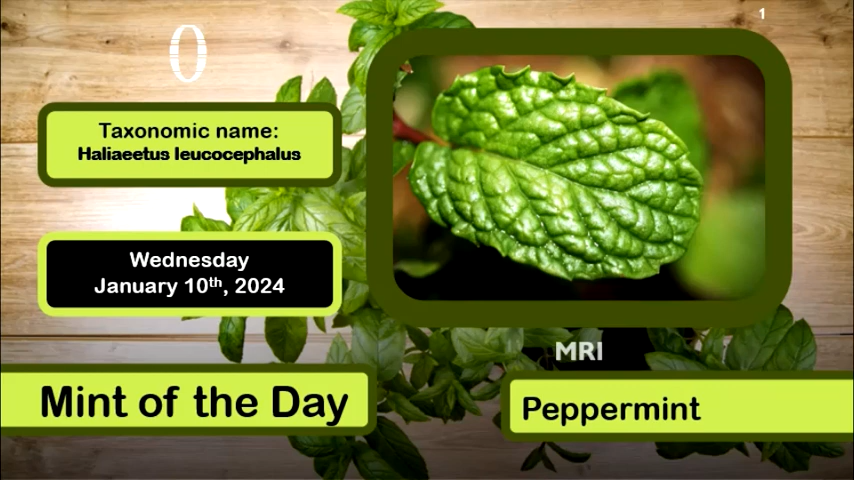 1
0
Taxonomic name:
Haliaeetus leucocephalus
Wednesday
January 10th, 2024
MRI
Mint of the Day
Peppermint